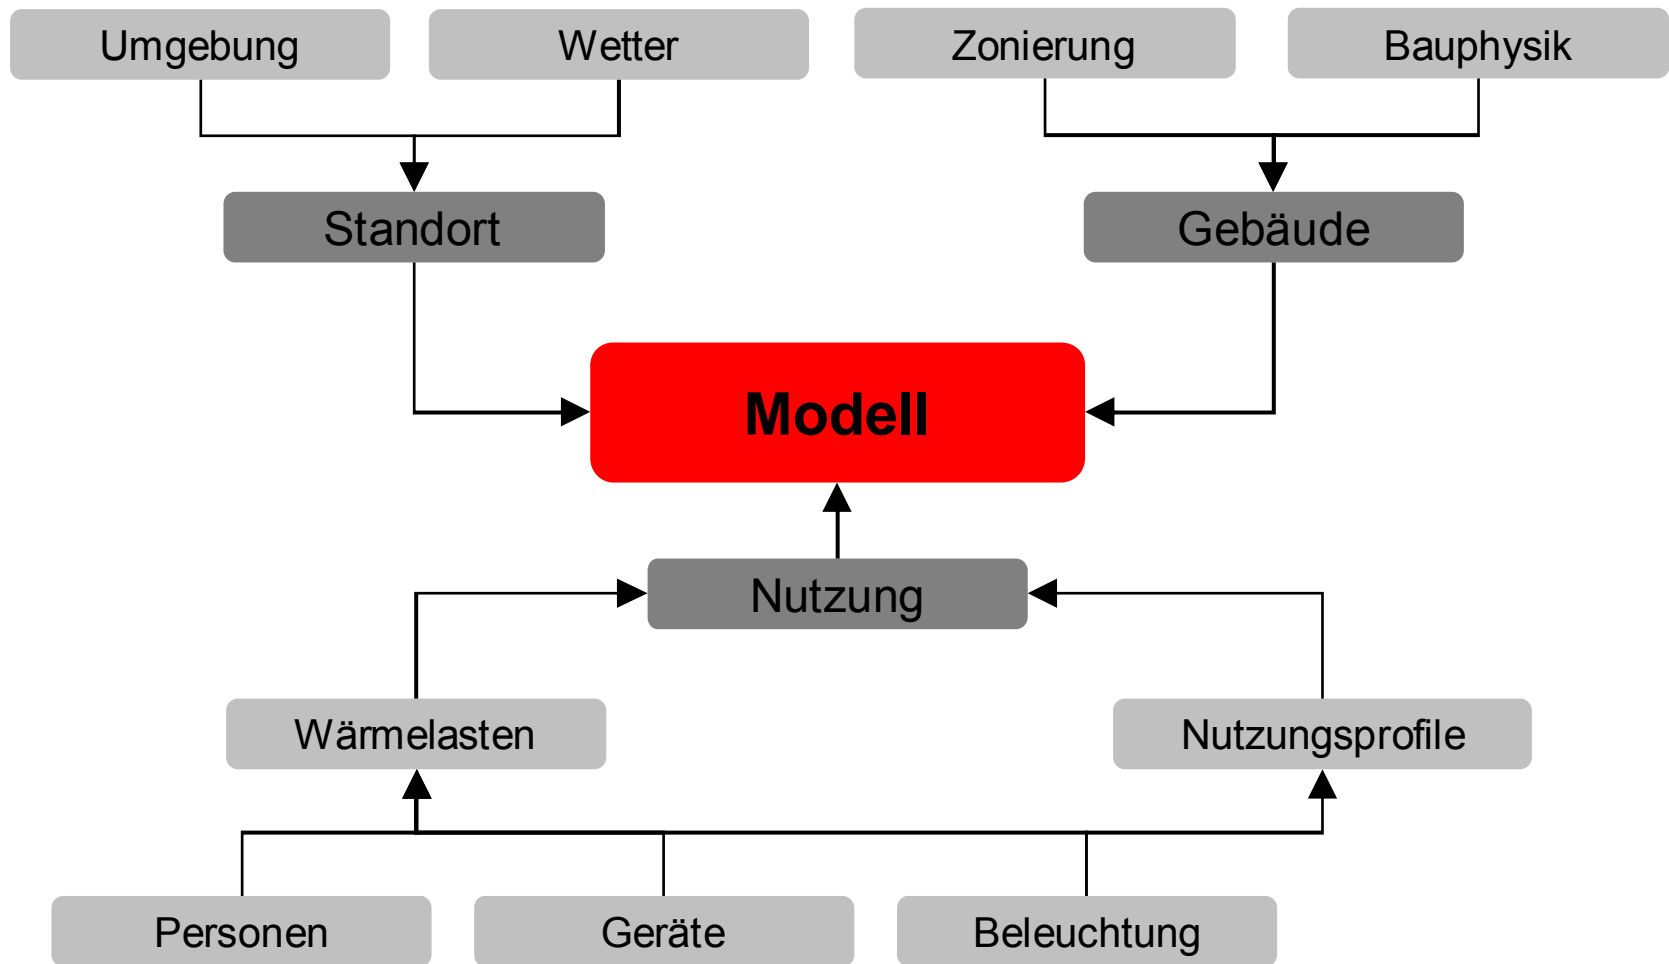 Umgebung
Wetter
Zonierung
Bauphysik
Standort
Gebäude
Modell
Nutzung
Wärmelasten
Nutzungsprofile
Personen
Geräte
Beleuchtung